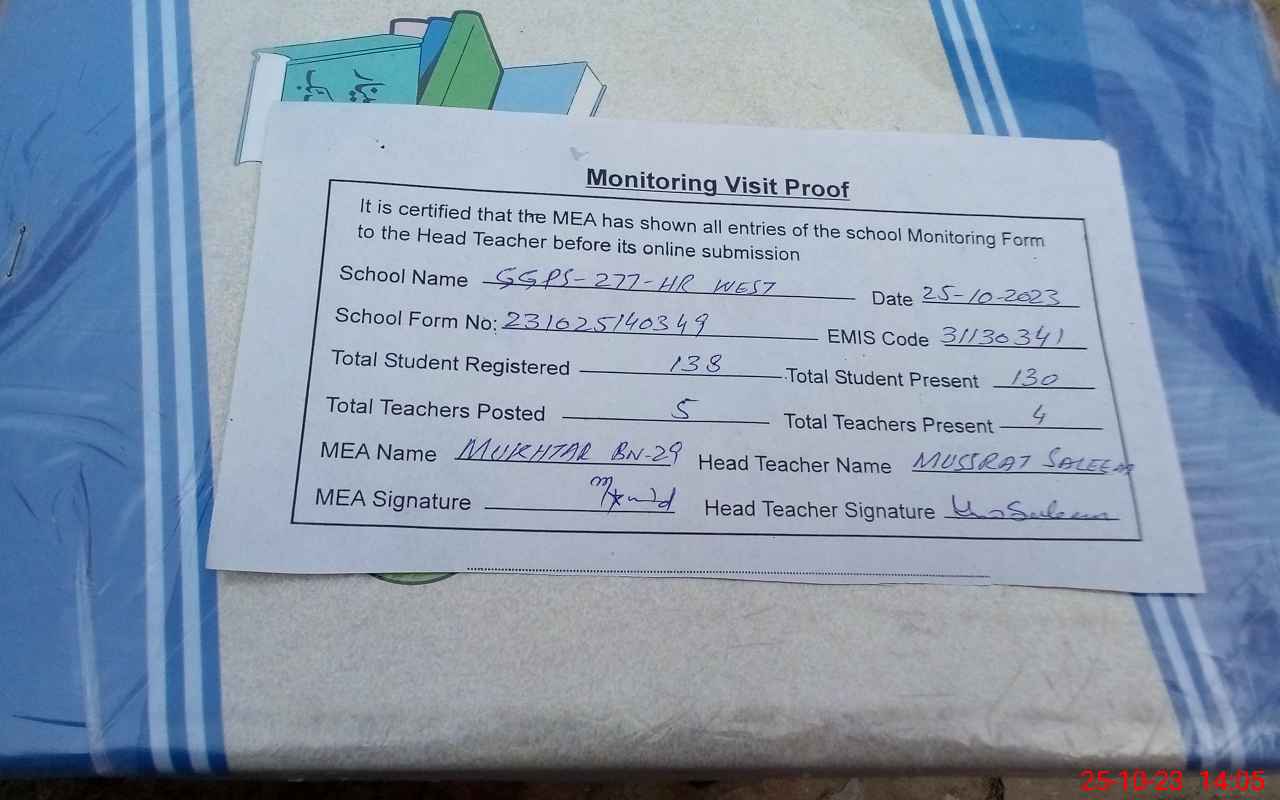 Monitoring Visit Proof
It is certified that the MEA has shown all entries of the school Monitoring Form
to the Head Teacher before its online submission
School Name GGPS-277-HR WEST Date 25-10-2023
School Form No: 231025140349 EMIS Code 31130341
Total Student Registered 138 Total Student Present 130
Total Teachers Posted 5 Total Teachers Present 4
MEA Name MUKHTAR BN-29 Head Teacher Name MUSSRAT SALEEM
MEA Signature Head Teacher Signature
25-10-23 14:05